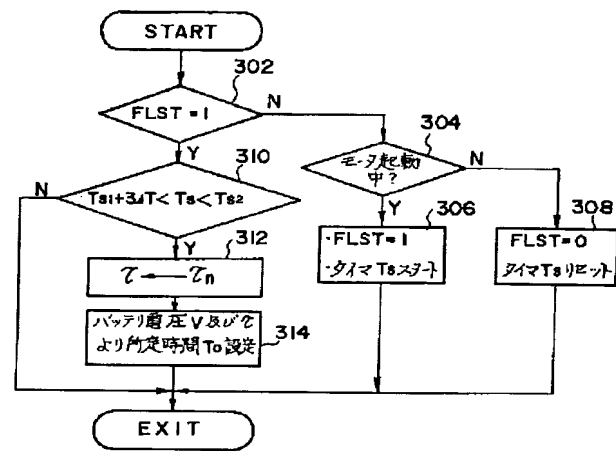 START
302
FLST=1
N
Y
304
モータ起動
中?
N
Y
310
N
Ts1+3ΔT<Ts<Ts2
Y
306
・FLST=1
・タイマTsスタート
308
FLST=0
タイマTsリセット
312
τ ← τn
バッテリ電圧V及びτ
より所定時間To設定
314
EXIT